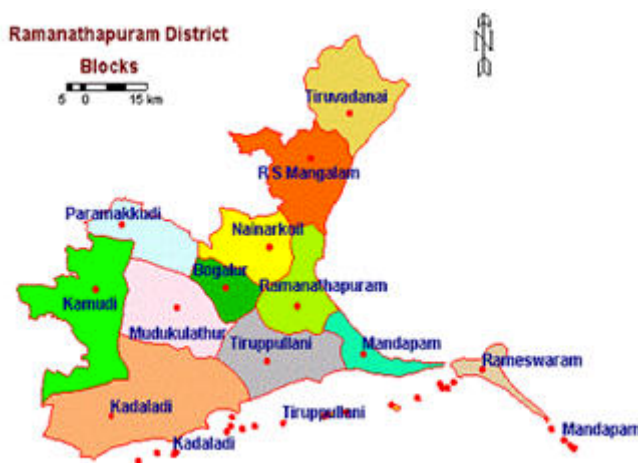 Ramanathapuram District
Blocks
5 0 15 km
N
Tiruvadanai
R S Mangalam
Paramakkudi
Nainarkoil
Bogalur
Kamudi
Ramanathapuram
Mudukulathur
Tiruppullani
Mandapam
Rameswaram
Kadaladi
Tiruppullani
Kadaladi
Mandapam